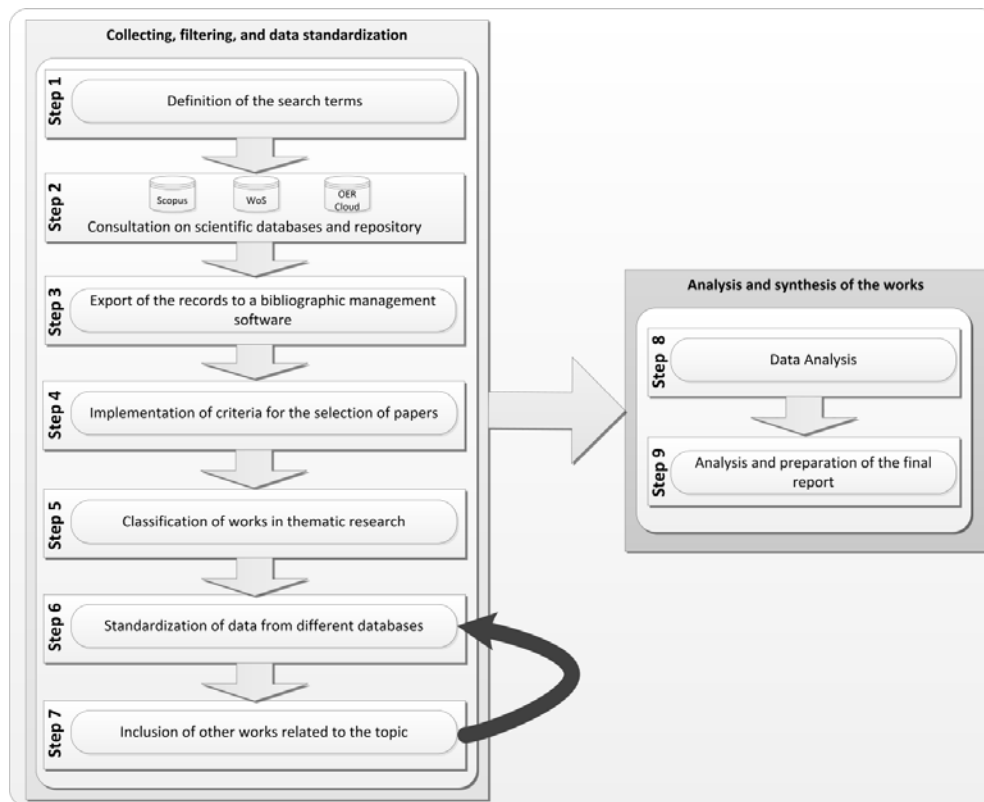 Collecting, filtering, and data standardization
Step 1
Definition of the search terms
Step 2
Scopus
WoS
OER
Cloud
Consultation on scientific databases and repository
Step 3
Export of the records to a bibliographic management
software
Step 4
Implementation of criteria for the selection of papers
Step 5
Classification of works in thematic research
Step 6
Standardization of data from different databases
Step 7
Inclusion of other works related to the topic
Analysis and synthesis of the works
Step 8
Data Analysis
Step 9
Analysis and preparation of the final
report